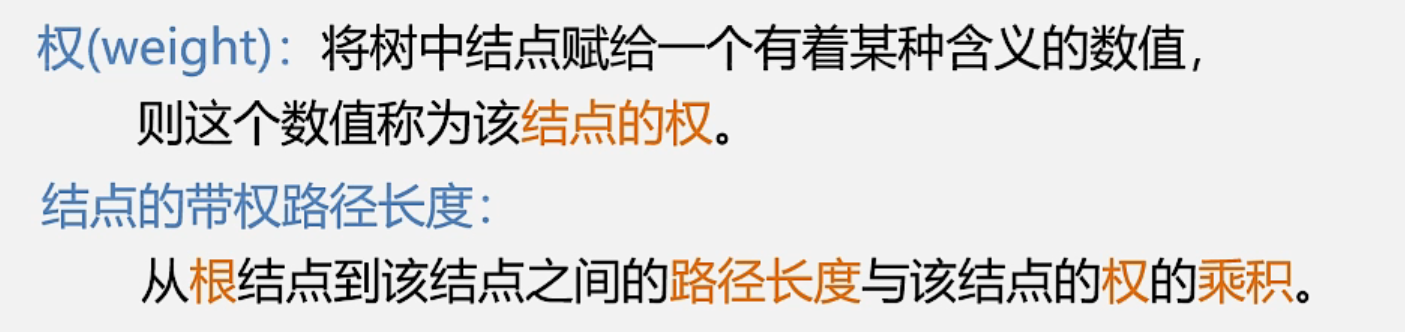 权(weight)：将树中结点赋给一个有着某种含义的数值，
则这个数值称为该结点的权。
结点的带权路径长度：
从根结点到该结点之间的路径长度与该结点的权的乘积。